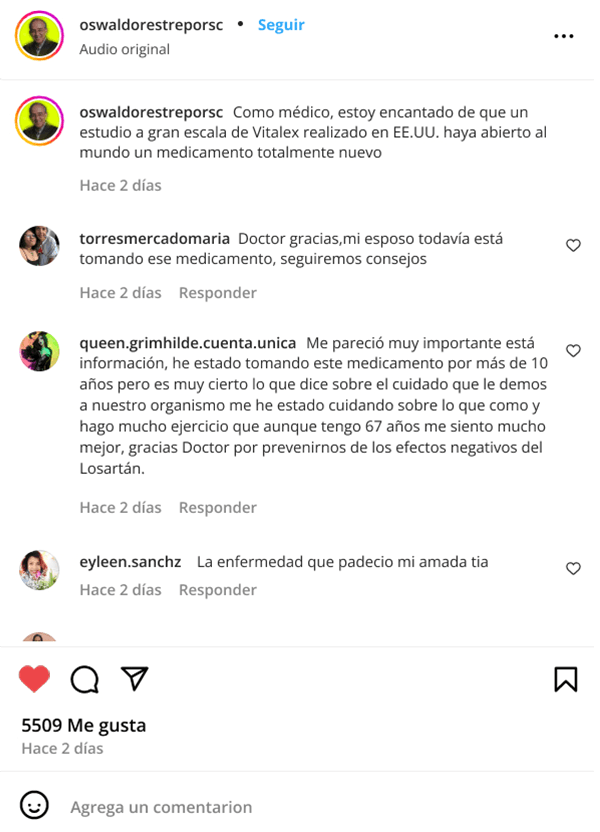 oswaldorestreporsc • Seguir
Audio original
oswaldorestreporsc Como médico, estoy encantado de que un
estudio a gran escala de Vitalex realizado en EE.UU. haya abierto al
mundo un medicamento totalmente nuevo
Hace 2 días
torresmercadomaria Doctor gracias,mi esposo todavía está
tomando ese medicamento, seguiremos consejos
Hace 2 días Responder
queen.grimhilde.cuenta.unica Me pareció muy importante está
información, he estado tomando este medicamento por más de 10
años pero es muy cierto lo que dice sobre el cuidado que le demos
a nuestro organismo me he estado cuidando sobre lo que como y
hago mucho ejercicio que aunque tengo 67 años me siento mucho
mejor, gracias Doctor por prevenirnos de los efectos negativos del
Losartán.
Hace 2 días Responder
eyleen.sanchz La enfermedad que padecio mi amada tia
Hace 2 días Responder
5509 Me gusta
Hace 2 días
Agrega un comentario